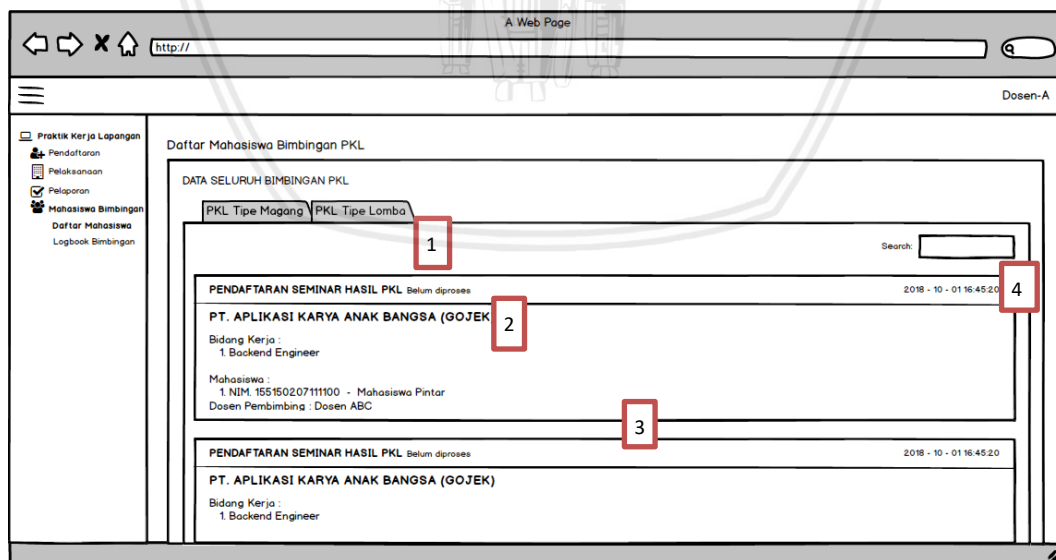 A Web Page
http://
Dosen-A
Praktik Kerja Lapangan
Pendaftaran
Pelaksanaan
Pelaporan
Mahasiswa Bimbingan
Daftar Mahasiswa
Logbook Bimbingan
Daftar Mahasiswa Bimbingan PKL
DATA SELURUH BIMBINGAN PKL
PKL Tipe Magang PKL Tipe Lomba
1
Search:
PENDAFTARAN SEMINAR HASIL PKL Belum diproses 2018 - 10 - 01 16:45:20 4
PT. APLIKASI KARYA ANAK BANGSA (GOJEK) 2
Bidang Kerja :
1. Backend Engineer
Mahasiswa :
1. NIM. 155150207111100 - Mahasiswa Pintar
Dosen Pembimbing : Dosen ABC
3
PENDAFTARAN SEMINAR HASIL PKL Belum diproses 2018 - 10 - 01 16:45:20
PT. APLIKASI KARYA ANAK BANGSA (GOJEK)
Bidang Kerja :
1. Backend Engineer